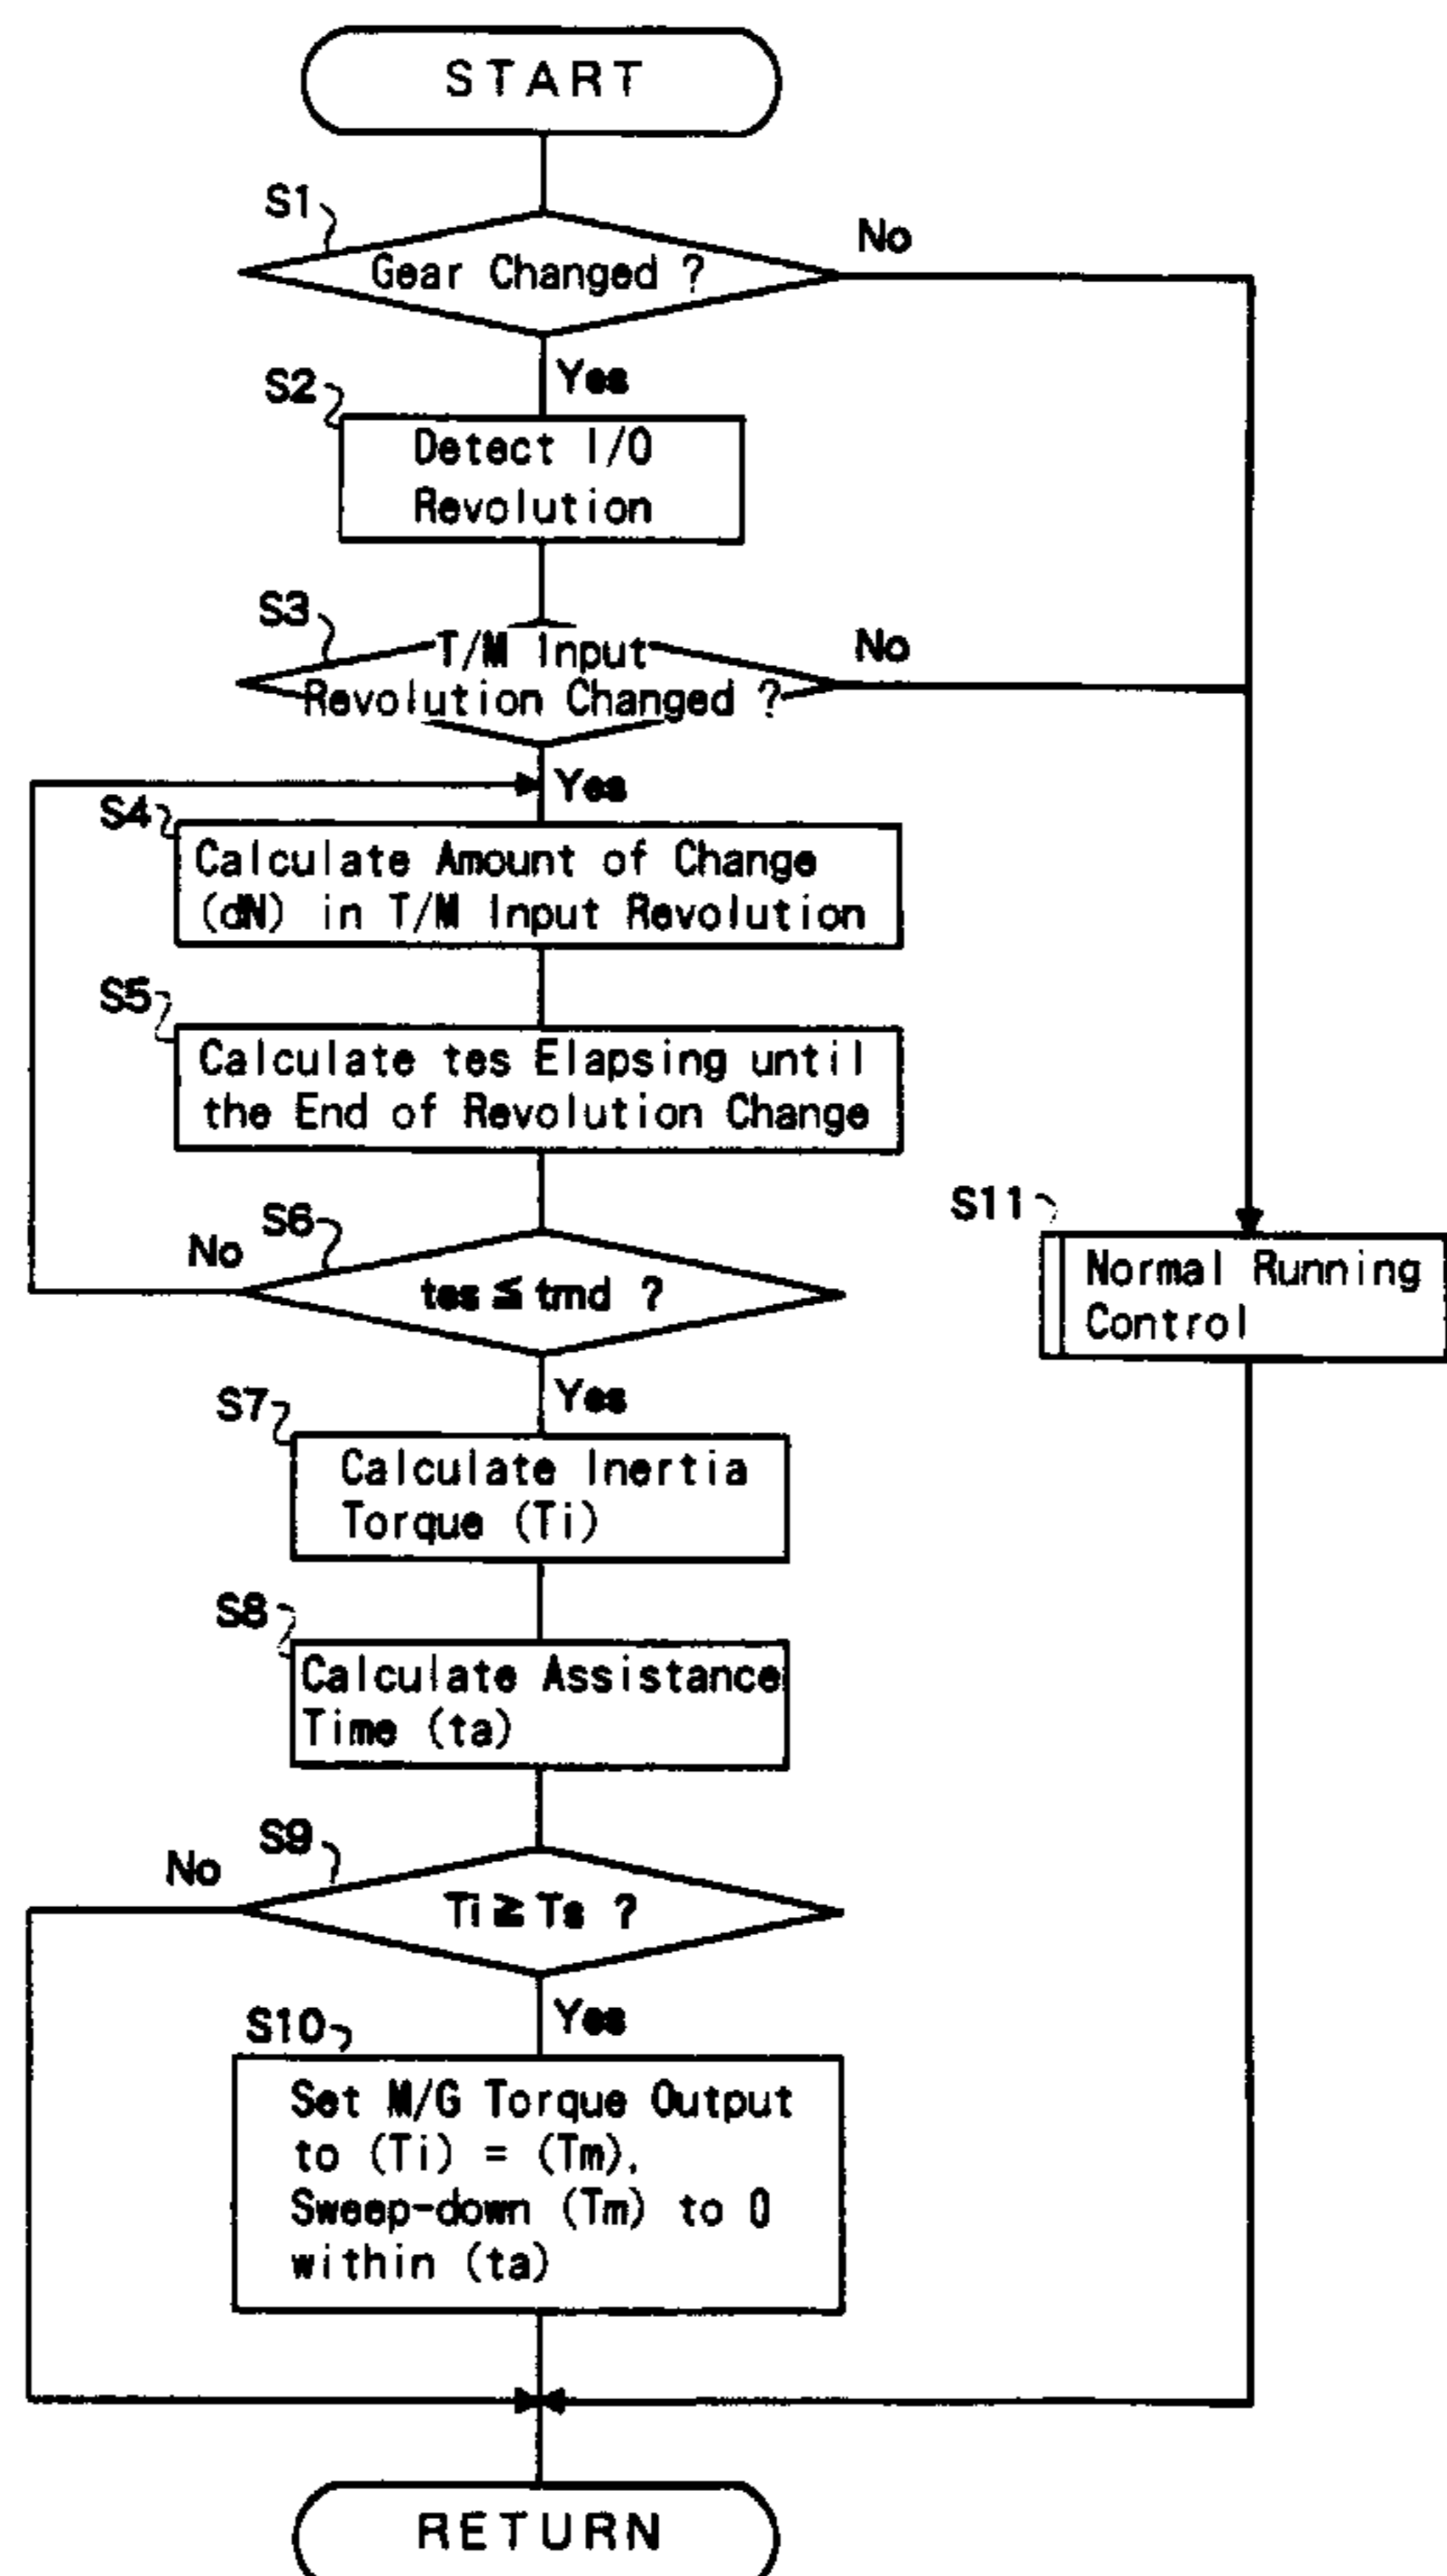 START
S1
Gear Changed ?
No
Yes
S2
Detect I/O
Revolution
S3
T/M Input
Revolution Changed ?
No
Yes
S4
Calculate Amount of Change
(dN) in T/M Input Revolution
S5
Calculate tes Elapsing until
the End of Revolution Change
S6
No
tes ≦ tmd ?
Yes
S11
Normal Running
Control
S7
Calculate Inertia
Torque (Ti)
S8
Calculate Assistance
Time (ta)
S9
No
Ti ≧ Ts ?
Yes
S10
Set M/G Torque Output
to (Ti) = (Tm),
Sweep-down (Tm) to 0
within (ta)
RETURN